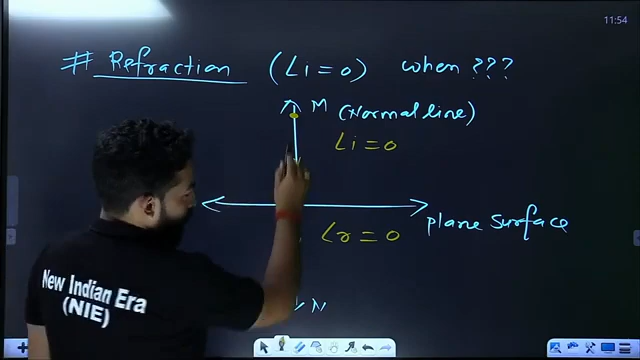 11:54
# Refraction (∠i=0) when ???
M (Normal line)
∠i=0
∠r=0
plane surface
New Indian Era
(NIE)
N